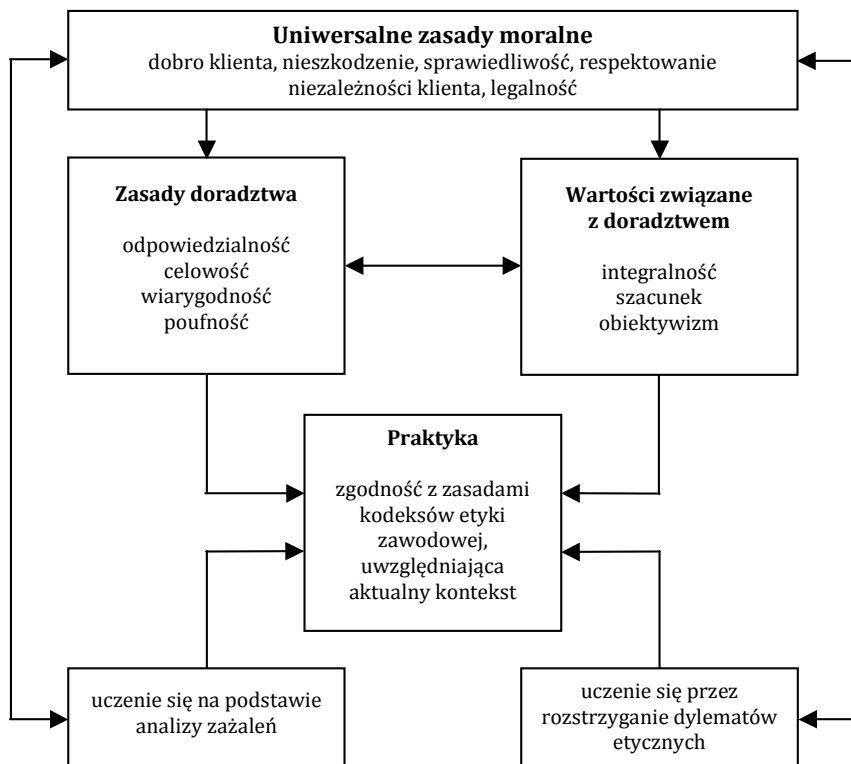 Uniwersalne zasady moralne
dobro klienta, nieszkodzenie, sprawiedliwość, respektowanie
niezależności klienta, legalność
Zasady doradztwa
odpowiedzialność
celowość
wiarygodność
poufność
Wartości związane
z doradztwem
integralność
szacunek
obiektywizm
Praktyka
zgodność z zasadami
kodeksów etyki
zawodowej,
uwzględniająca
aktualny kontekst
uczenie się na podstawie
analizy zażaleń
uczenie się przez
rozstrzyganie dylematów
etycznych